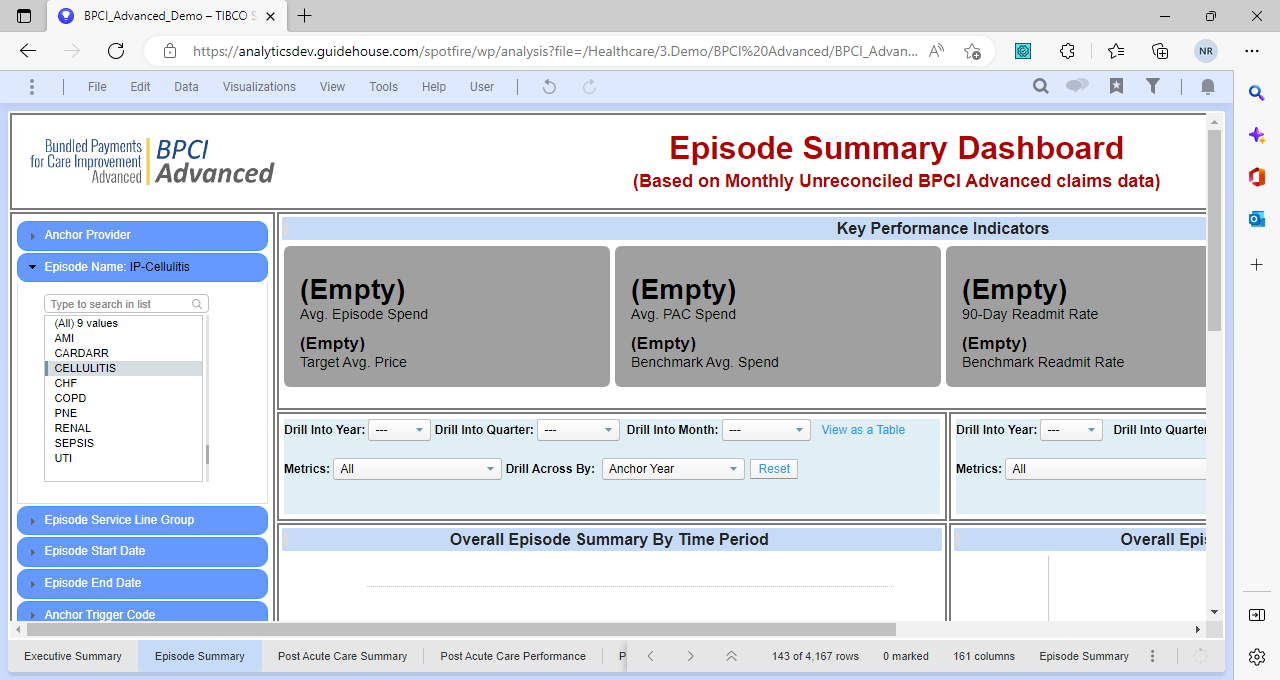 BPCI_Advanced_Demo – TIBCO S
https://analyticsdev.guidehouse.com/spotfire/wp/analysis?file=/Healthcare/3.Demo/BPCI%20Advanced/BPCI_Advan...
NR
File Edit Data Visualizations View Tools Help User
Bundled Payments
for Care Improvement
Advanced
BPCI
Advanced
Episode Summary Dashboard
(Based on Monthly Unreconciled BPCI Advanced claims data)
Anchor Provider
Episode Name: IP-Cellulitis
Type to search in list
(All) 9 values
AMI
CARDARR
CELLULITIS
CHF
COPD
PNE
RENAL
SEPSIS
UTI
Episode Service Line Group
Episode Start Date
Episode End Date
Anchor Trigger Code
Key Performance Indicators
(Empty)
Avg. Episode Spend
(Empty)
Target Avg. Price
(Empty)
Avg. PAC Spend
(Empty)
Benchmark Avg. Spend
(Empty)
90-Day Readmit Rate
(Empty)
Benchmark Readmit Rate
Drill Into Year: --- Drill Into Quarter: --- Drill Into Month: --- View as a Table
Metrics: All Drill Across By: Anchor Year Reset
Drill Into Year: --- Drill Into Quarter
Metrics: All
Overall Episode Summary By Time Period
Overall Epis
Executive Summary Episode Summary Post Acute Care Summary Post Acute Care Performance P
143 of 4,167 rows 0 marked 161 columns Episode Summary